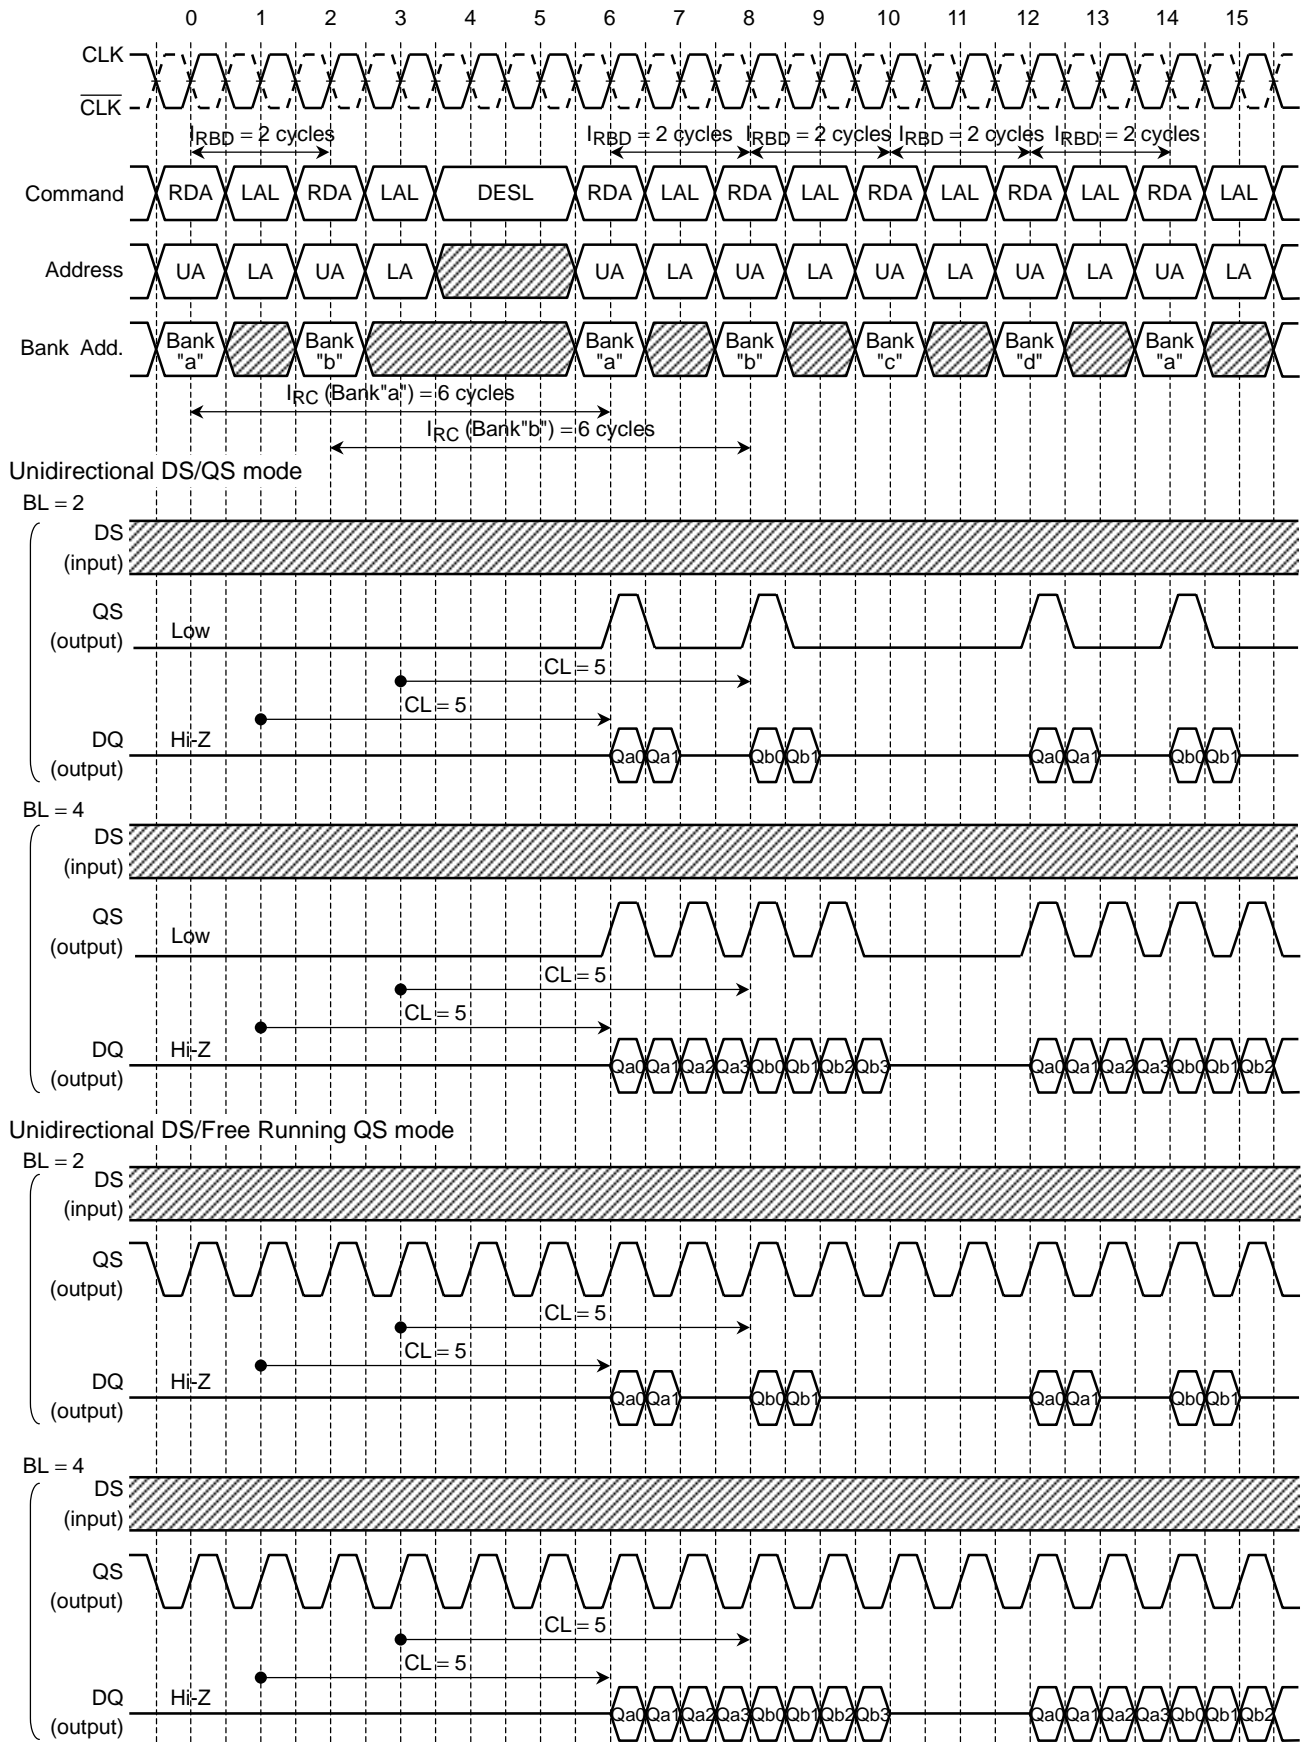 0 1 2 3 4 5 6 7 8 9 10 11 12 13 14 15
CLK
CLK
IRBD = 2 cycles IRBD = 2 cycles IRBD = 2 cycles IRBD = 2 cycles IRBD = 2 cycles
Command RDA LAL RDA LAL DESL RDA LAL RDA LAL RDA LAL RDA LAL RDA LAL
Address UA LA UA LA UA LA UA LA UA LA UA LA UA LA
Bank Add. Bank "a" Bank "b" Bank "a" Bank "b" Bank "c" Bank "d" Bank "a"
IRC (Bank"a") = 6 cycles
IRC (Bank"b") = 6 cycles
Unidirectional DS/QS mode
BL = 2
DS
(input)
QS
(output) Low
CL = 5
CL = 5
DQ Hi-Z
(output) Qa0 Qa1 Qb0 Qb1 Qa0 Qa1 Qb0 Qb1
BL = 4
DS
(input)
QS
(output) Low
CL = 5
CL = 5
DQ Hi-Z
(output) Qa0 Qa1 Qa2 Qa3 Qb0 Qb1 Qb2 Qb3 Qa0 Qa1 Qa2 Qa3 Qb0 Qb1 Qb2
Unidirectional DS/Free Running QS mode
BL = 2
DS
(input)
QS
(output)
CL = 5
CL = 5
DQ Hi-Z
(output) Qa0 Qa1 Qb0 Qb1 Qa0 Qa1 Qb0 Qb1
BL = 4
DS
(input)
QS
(output)
CL = 5
CL = 5
DQ Hi-Z
(output) Qa0 Qa1 Qa2 Qa3 Qb0 Qb1 Qb2 Qb3 Qa0 Qa1 Qa2 Qa3 Qb0 Qb1 Qb2